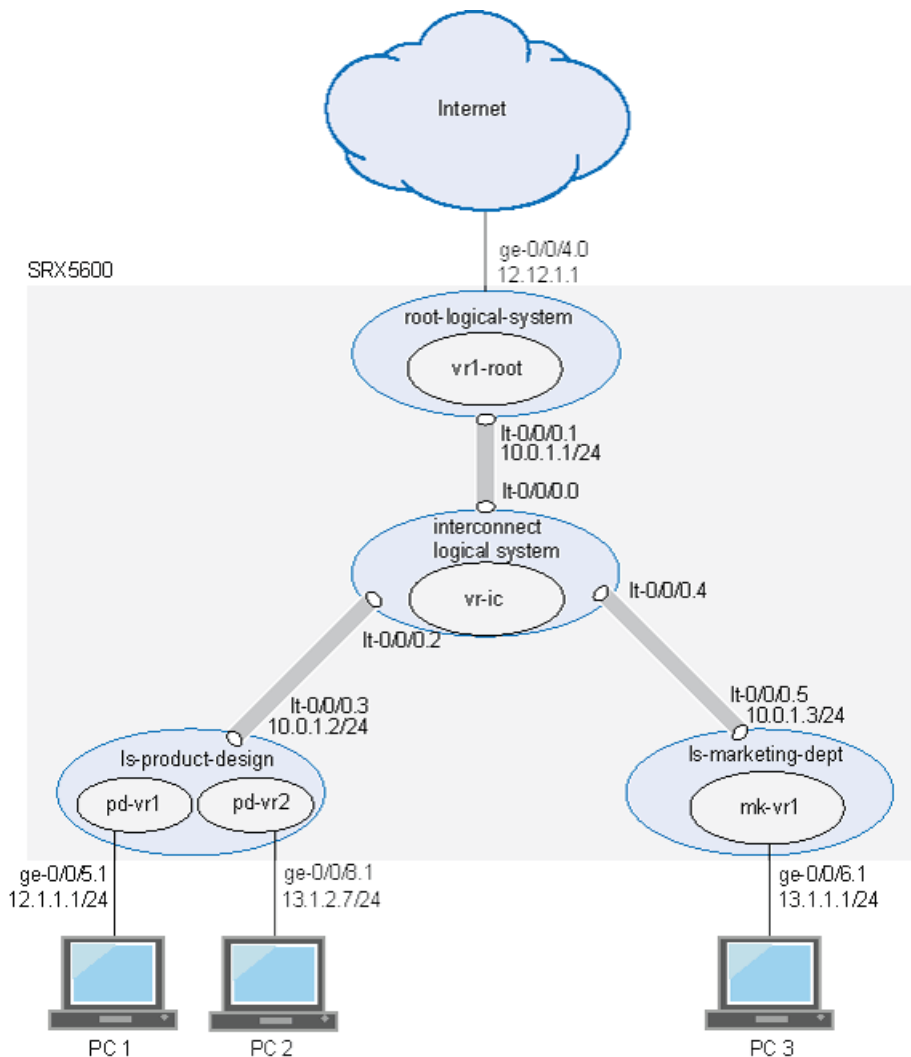 Internet
ge-0/0/4.0
12.12.1.1
SRX5600
root-logical-system
vr1-root
lt-0/0/0.1
10.0.1.1/24
lt-0/0/0.0
interconnect
logical system
vr-ic
lt-0/0/0.4
lt-0/0/0.2
lt-0/0/0.3
10.0.1.2/24
lt-0/0/0.5
10.0.1.3/24
ls-product-design
ls-marketing-dept
pd-vr1
pd-vr2
mk-vr1
ge-0/0/5.1
12.1.1.1/24
ge-0/0/8.1
13.1.2.7/24
ge-0/0/6.1
13.1.1.1/24
PC 1
PC 2
PC 3